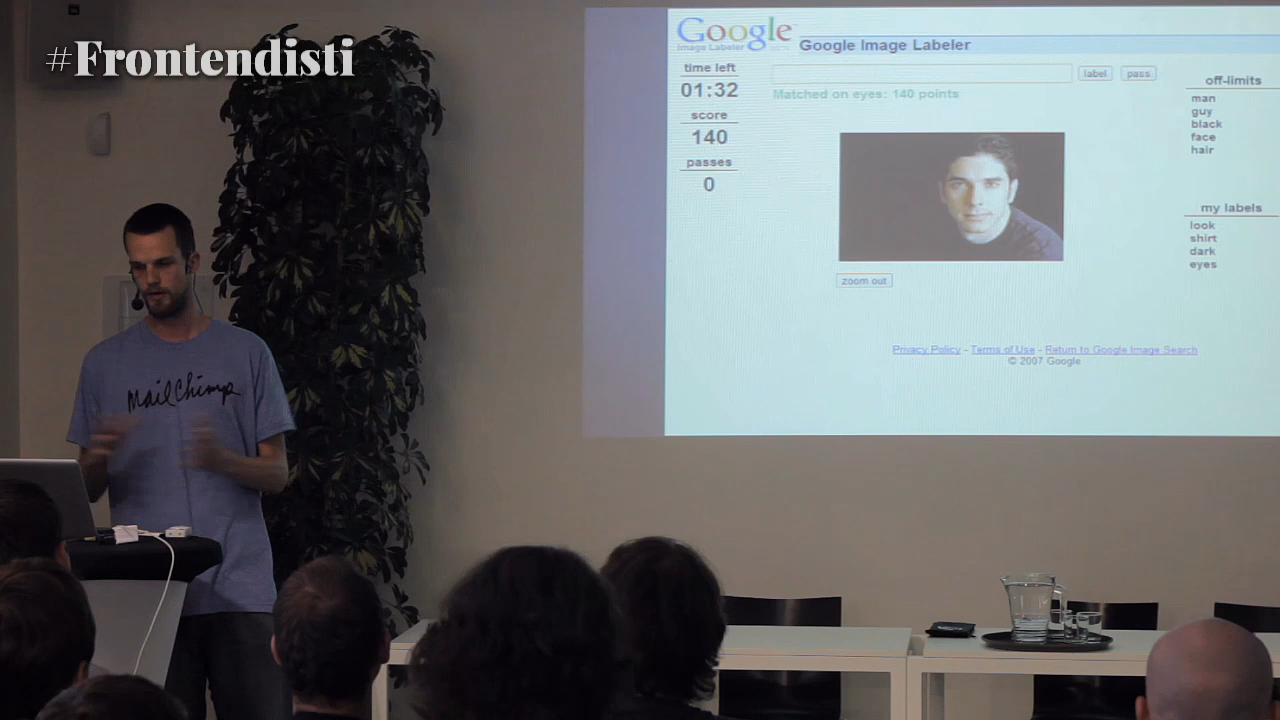 #Frontendisti
Google
Image Labeler
Google Image Labeler
time left
01:32
score
140
passes
0
label
pass
Matched on eyes: 140 points
zoom out
off-limits
man
guy
black
face
hair
my labels
look
shirt
dark
eyes
Privacy Policy - Terms of Use - Return to Google Image Search
© 2007 Google
MailChimp